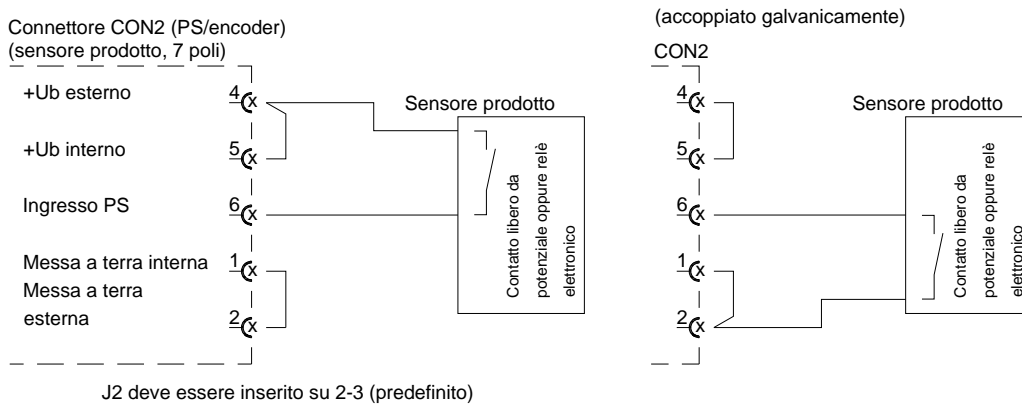 Connettore CON2 (PS/encoder)
(sensore prodotto, 7 poli)
+Ub esterno
4
x
+Ub interno
5
x
Ingresso PS
6
x
Messa a terra interna
1
x
Messa a terra
esterna
2
x
Sensore prodotto
Contatto libero da
potenziale oppure relè
elettronico
J2 deve essere inserito su 2-3 (predefinito)
(accoppiato galvanicamente)
CON2
4
x
5
x
6
x
1
x
2
x
Sensore prodotto
Contatto libero da
potenziale oppure relè
elettronico